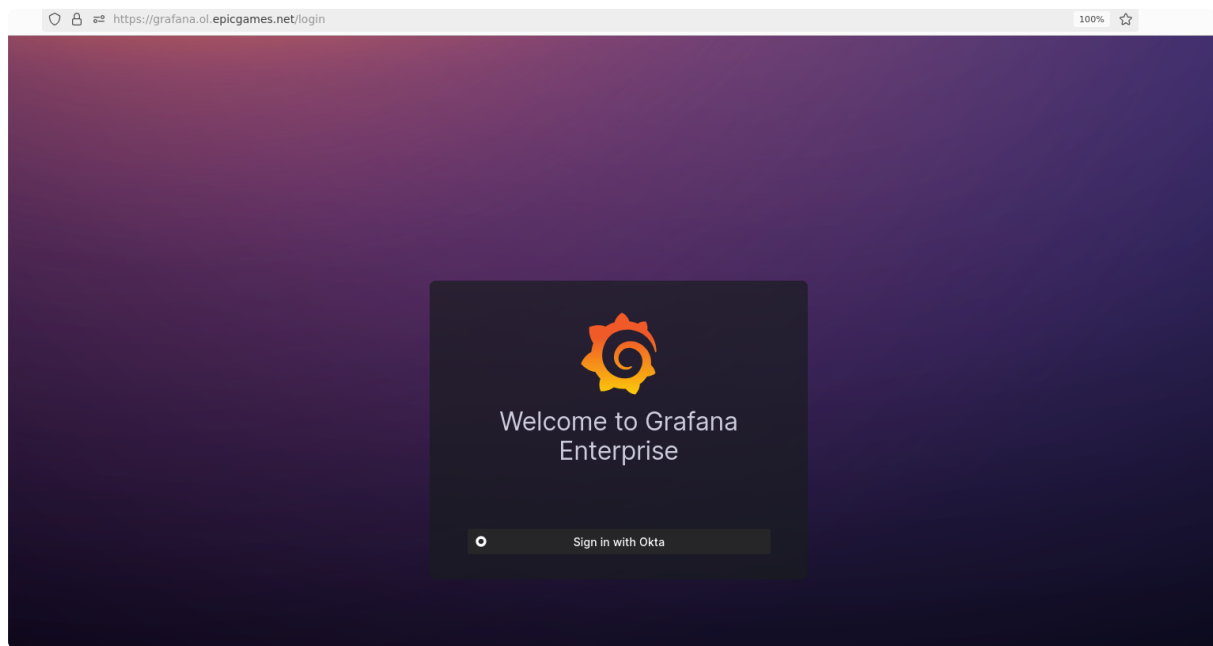 https://grafana.ol.epicgames.net/login
100%
Welcome to Grafana
Enterprise
Sign in with Okta